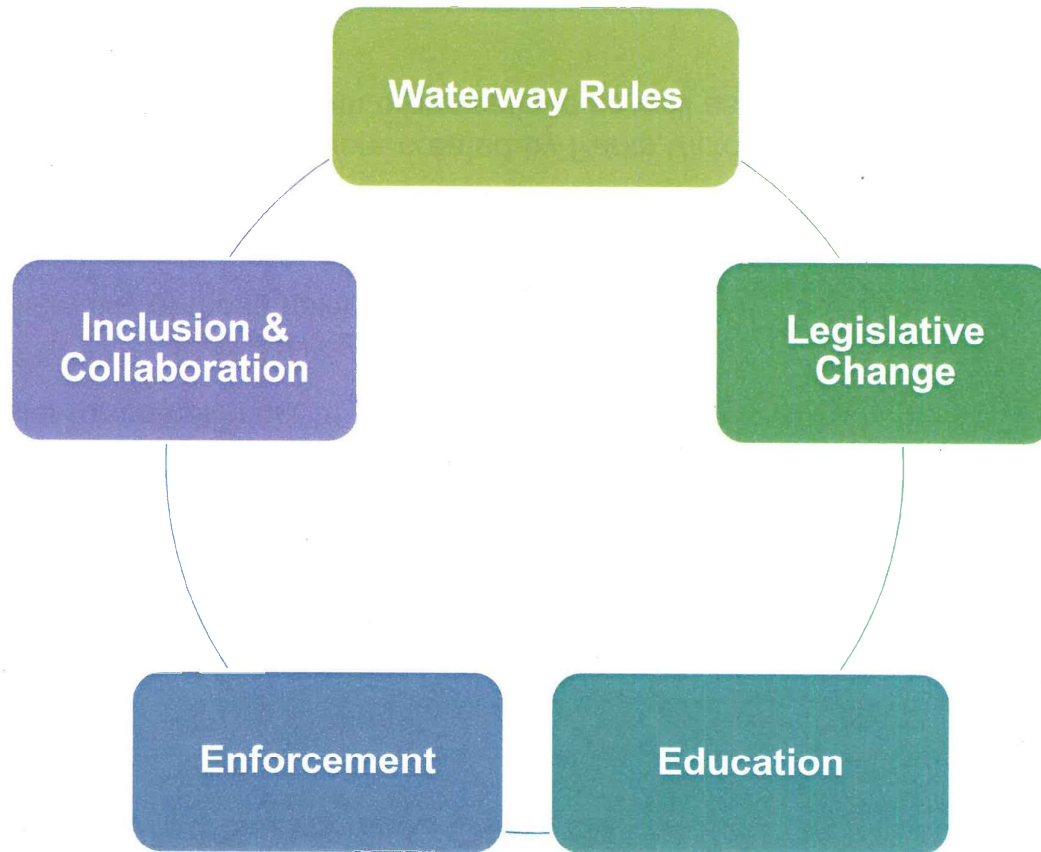 Waterway Rules
Inclusion &
Collaboration
Legislative
Change
Enforcement
Education